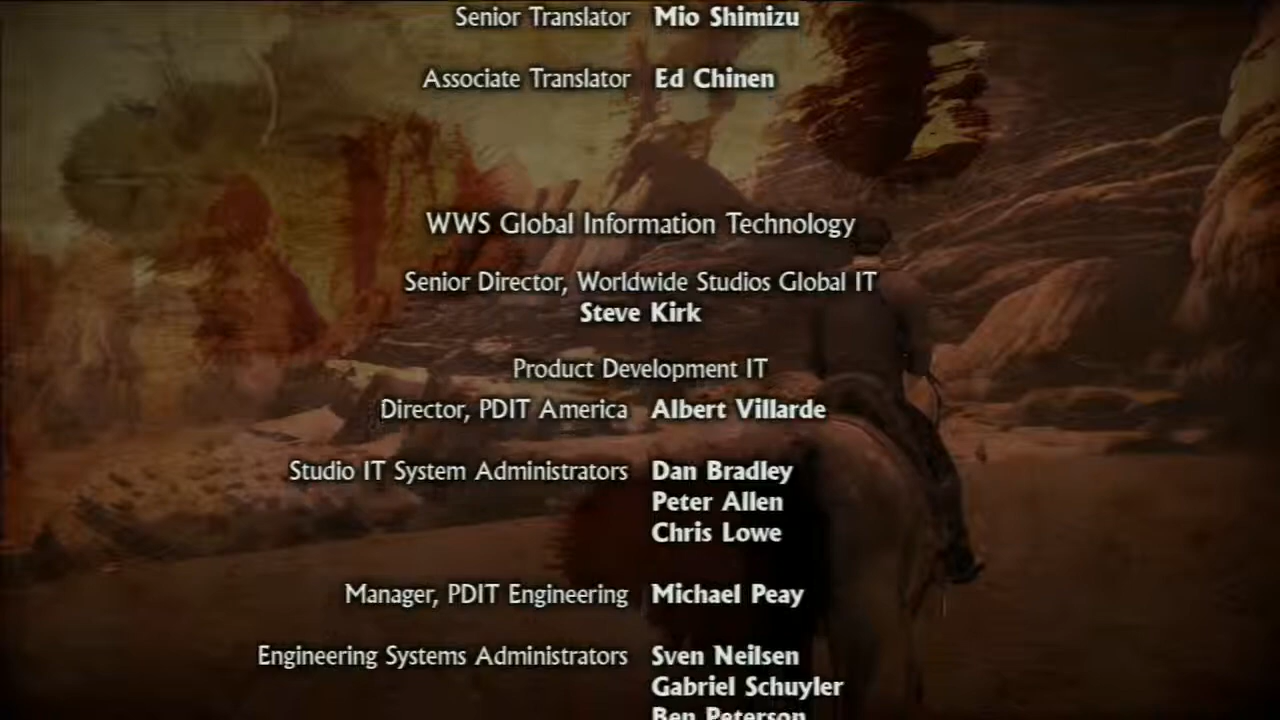 Senior Translator Mio Shimizu
Associate Translator Ed Chinen
WWS Global Information Technology
Senior Director, Worldwide Studios Global IT
Steve Kirk
Product Development IT
Director, PDIT America Albert Villarde
Studio IT System Administrators Dan Bradley
Peter Allen
Chris Lowe
Manager, PDIT Engineering Michael Peay
Engineering Systems Administrators Sven Neilsen
Gabriel Schuyler
Ben Peterson